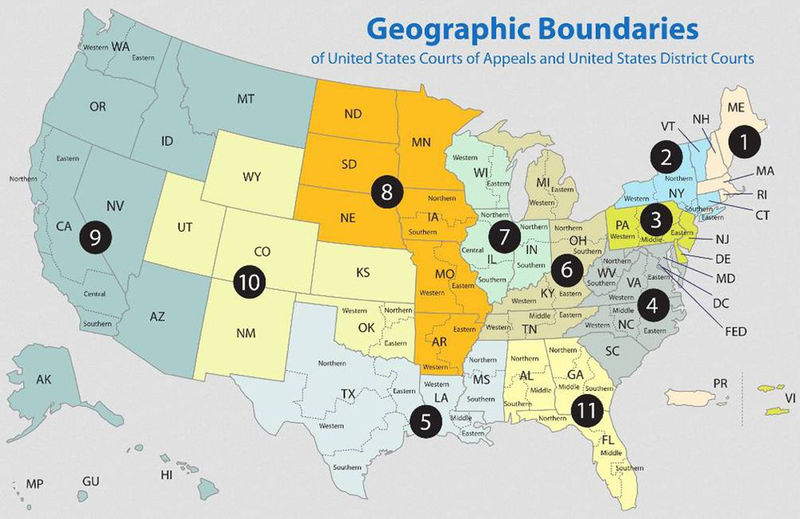 Geographic Boundaries
of United States Courts of Appeals and United States District Courts
Western
WA
Eastern
OR
MT
ID
Eastern
Northern
NV
CA
9
Central
Southern
AZ
AK
HI
GU
MP
WY
UT
CO
10
KS
NM
OK
Northern
Eastern
Western
ND
SD
NE
8
MN
Northern
IA
Southern
MO
Western
Eastern
AR
Eastern
Western
Northern
TX
Eastern
Western
Southern
5
Western
LA
Middle
Eastern
Northern
MS
Southern
Western
WI
Eastern
Northern
7
Central
IL
Southern
Northern
IN
Southern
MI
Western
Eastern
Northern
OH
Southern
6
KY
Western
Eastern
Western
Middle
Eastern
TN
Northern
AL
Middle
Southern
Northern
GA
Middle
Southern
11
Northern
FL
Middle
Southern
Northern
WV
Southern
VA
Eastern
Western
4
Middle
NC
Western
Eastern
SC
PA
3
Western
Middle
Eastern
2
Northern
NY
Western
Southern
Eastern
VT
NH
ME
1
MA
RI
CT
NJ
DE
MD
DC
FED
PR
VI